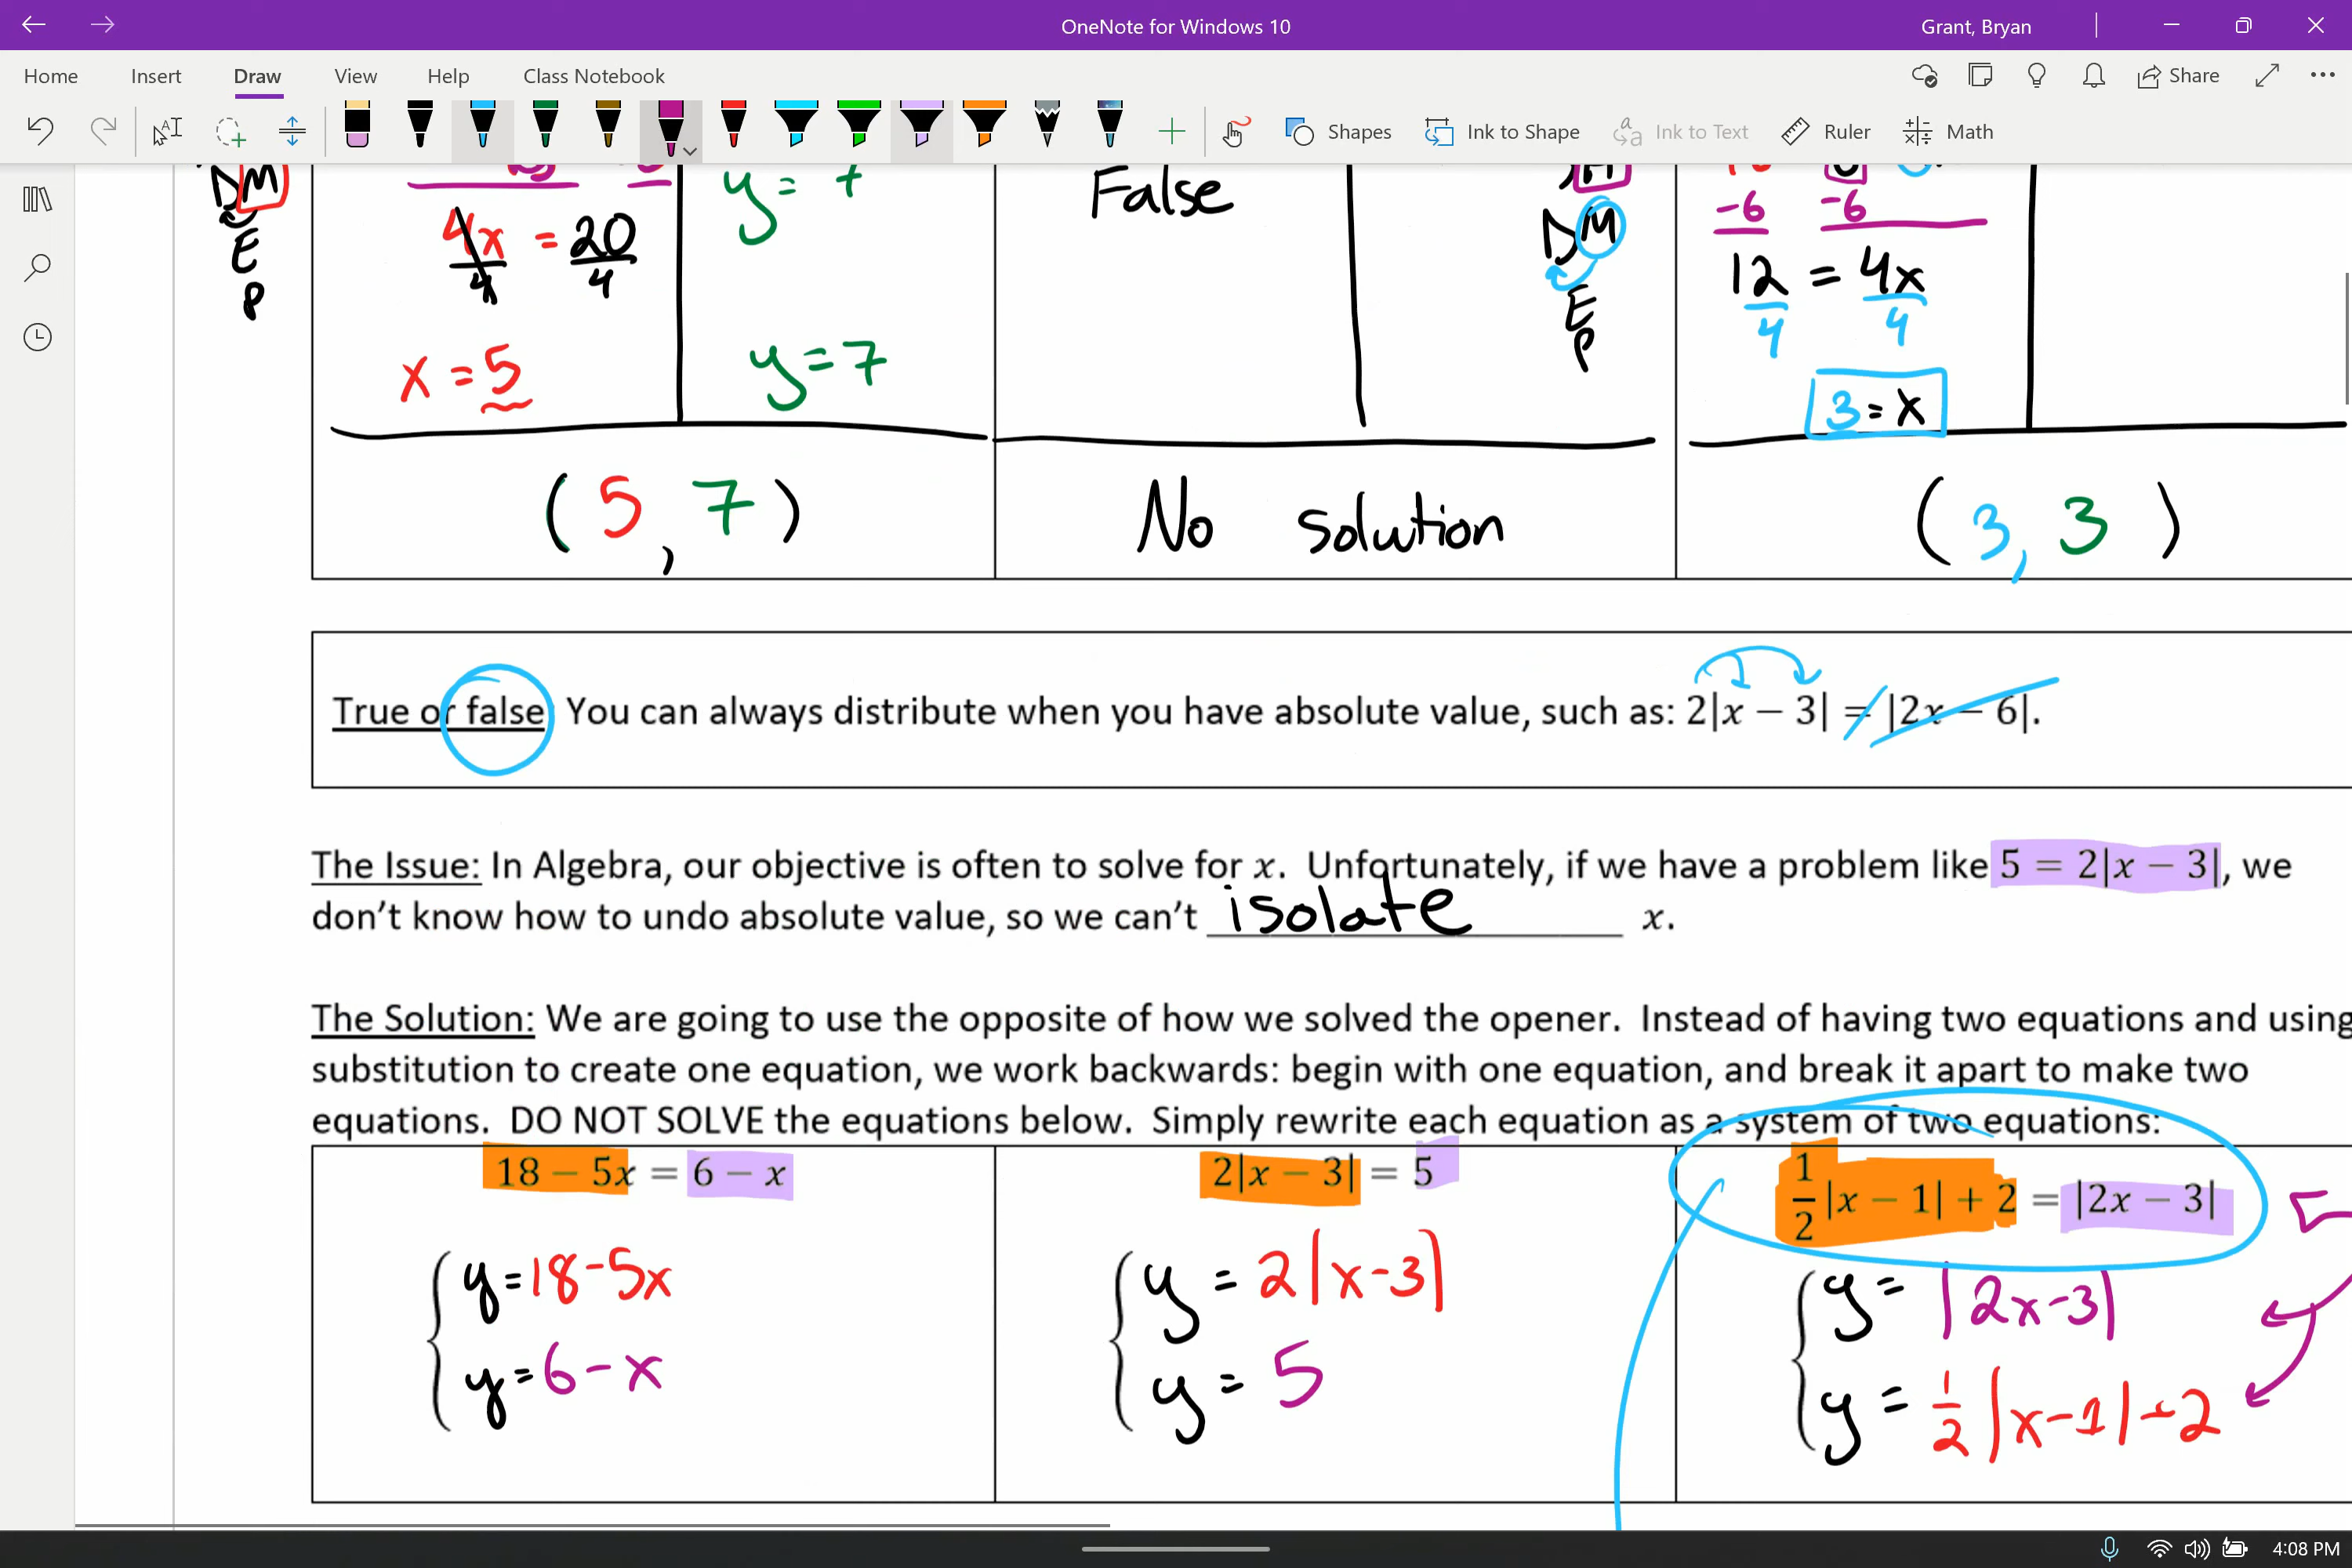 OneNote for Windows 10
Grant, Bryan
Home Insert Draw View Help Class Notebook Share
Shapes Ink to Shape Ink to Text Ruler Math
DM
E
P
4x = 20
4 4
x = 5
y = 7
y = 7
False
DM
E
P
-6 -6
12 = 4x
4 4
3 = x
(5, 7)
No solution
(3, 3)
True or false You can always distribute when you have absolute value, such as: 2|x − 3| = |2x − 6|.
The Issue: In Algebra, our objective is often to solve for x. Unfortunately, if we have a problem like 5 = 2|x − 3|, we
don't know how to undo absolute value, so we can't isolate x.
The Solution: We are going to use the opposite of how we solved the opener. Instead of having two equations and using
substitution to create one equation, we work backwards: begin with one equation, and break it apart to make two
equations. DO NOT SOLVE the equations below. Simply rewrite each equation as a system of two equations:
18 − 5x = 6 − x
y = 18 - 5x
y = 6 - x
2|x − 3| = 5
y = 2|x-3|
y = 5
1/2|x − 1| + 2 = |2x − 3|
y = |2x-3|
y = 1/2|x-1|+2
4:08 PM